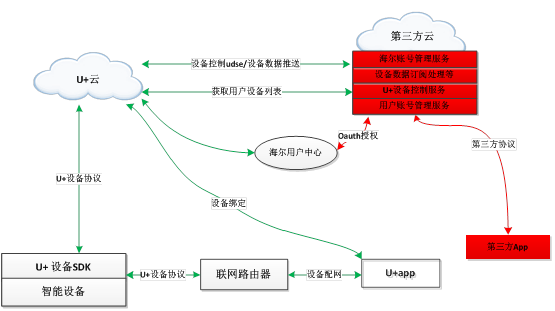 第三方云
设备控制udse/设备数据推送
海尔账号管理服务
U+云
设备数据订阅处理等
获取用户设备列表
U+设备控制服务
用户账号管理服务
Oauth授权
海尔用户中心
第三方协议
U+设备协议
设备绑定
第三方App
U+ 设备SDK
U+设备协议
联网路由器
设备配网
U+app
智能设备